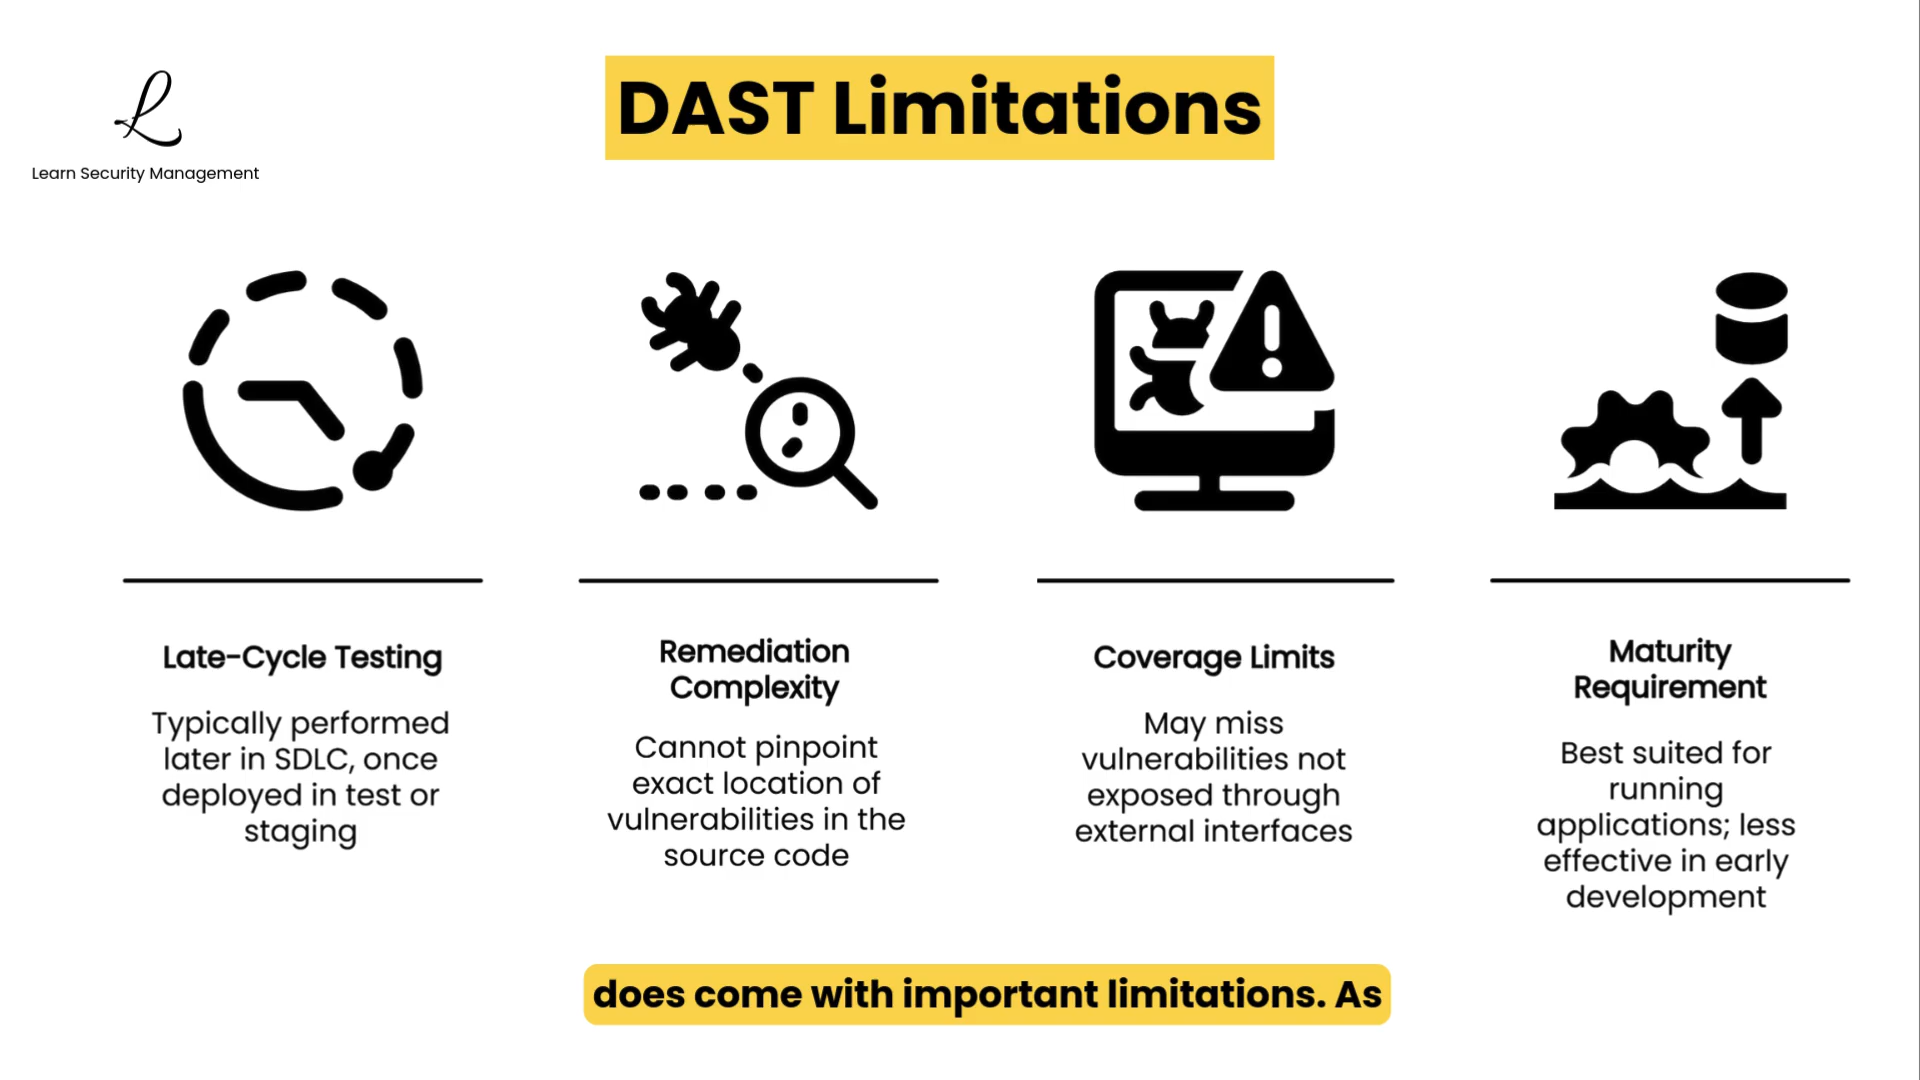 DAST Limitations
L
Learn Security Management
Late-Cycle Testing
Typically performed
later in SDLC, once
deployed in test or
staging
Remediation
Complexity
Cannot pinpoint
exact location of
vulnerabilities in the
source code
Coverage Limits
May miss
vulnerabilities not
exposed through
external interfaces
Maturity
Requirement
Best suited for
running
applications; less
effective in early
development
does come with important limitations. As